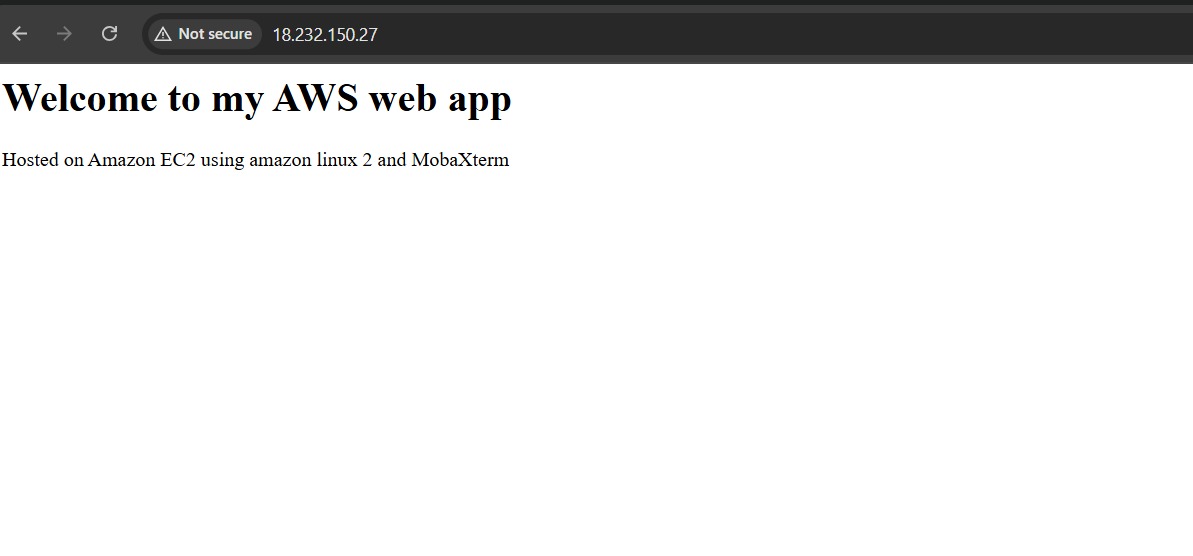 Not secure 18.232.150.27
Welcome to my AWS web app
Hosted on Amazon EC2 using amazon linux 2 and MobaXterm